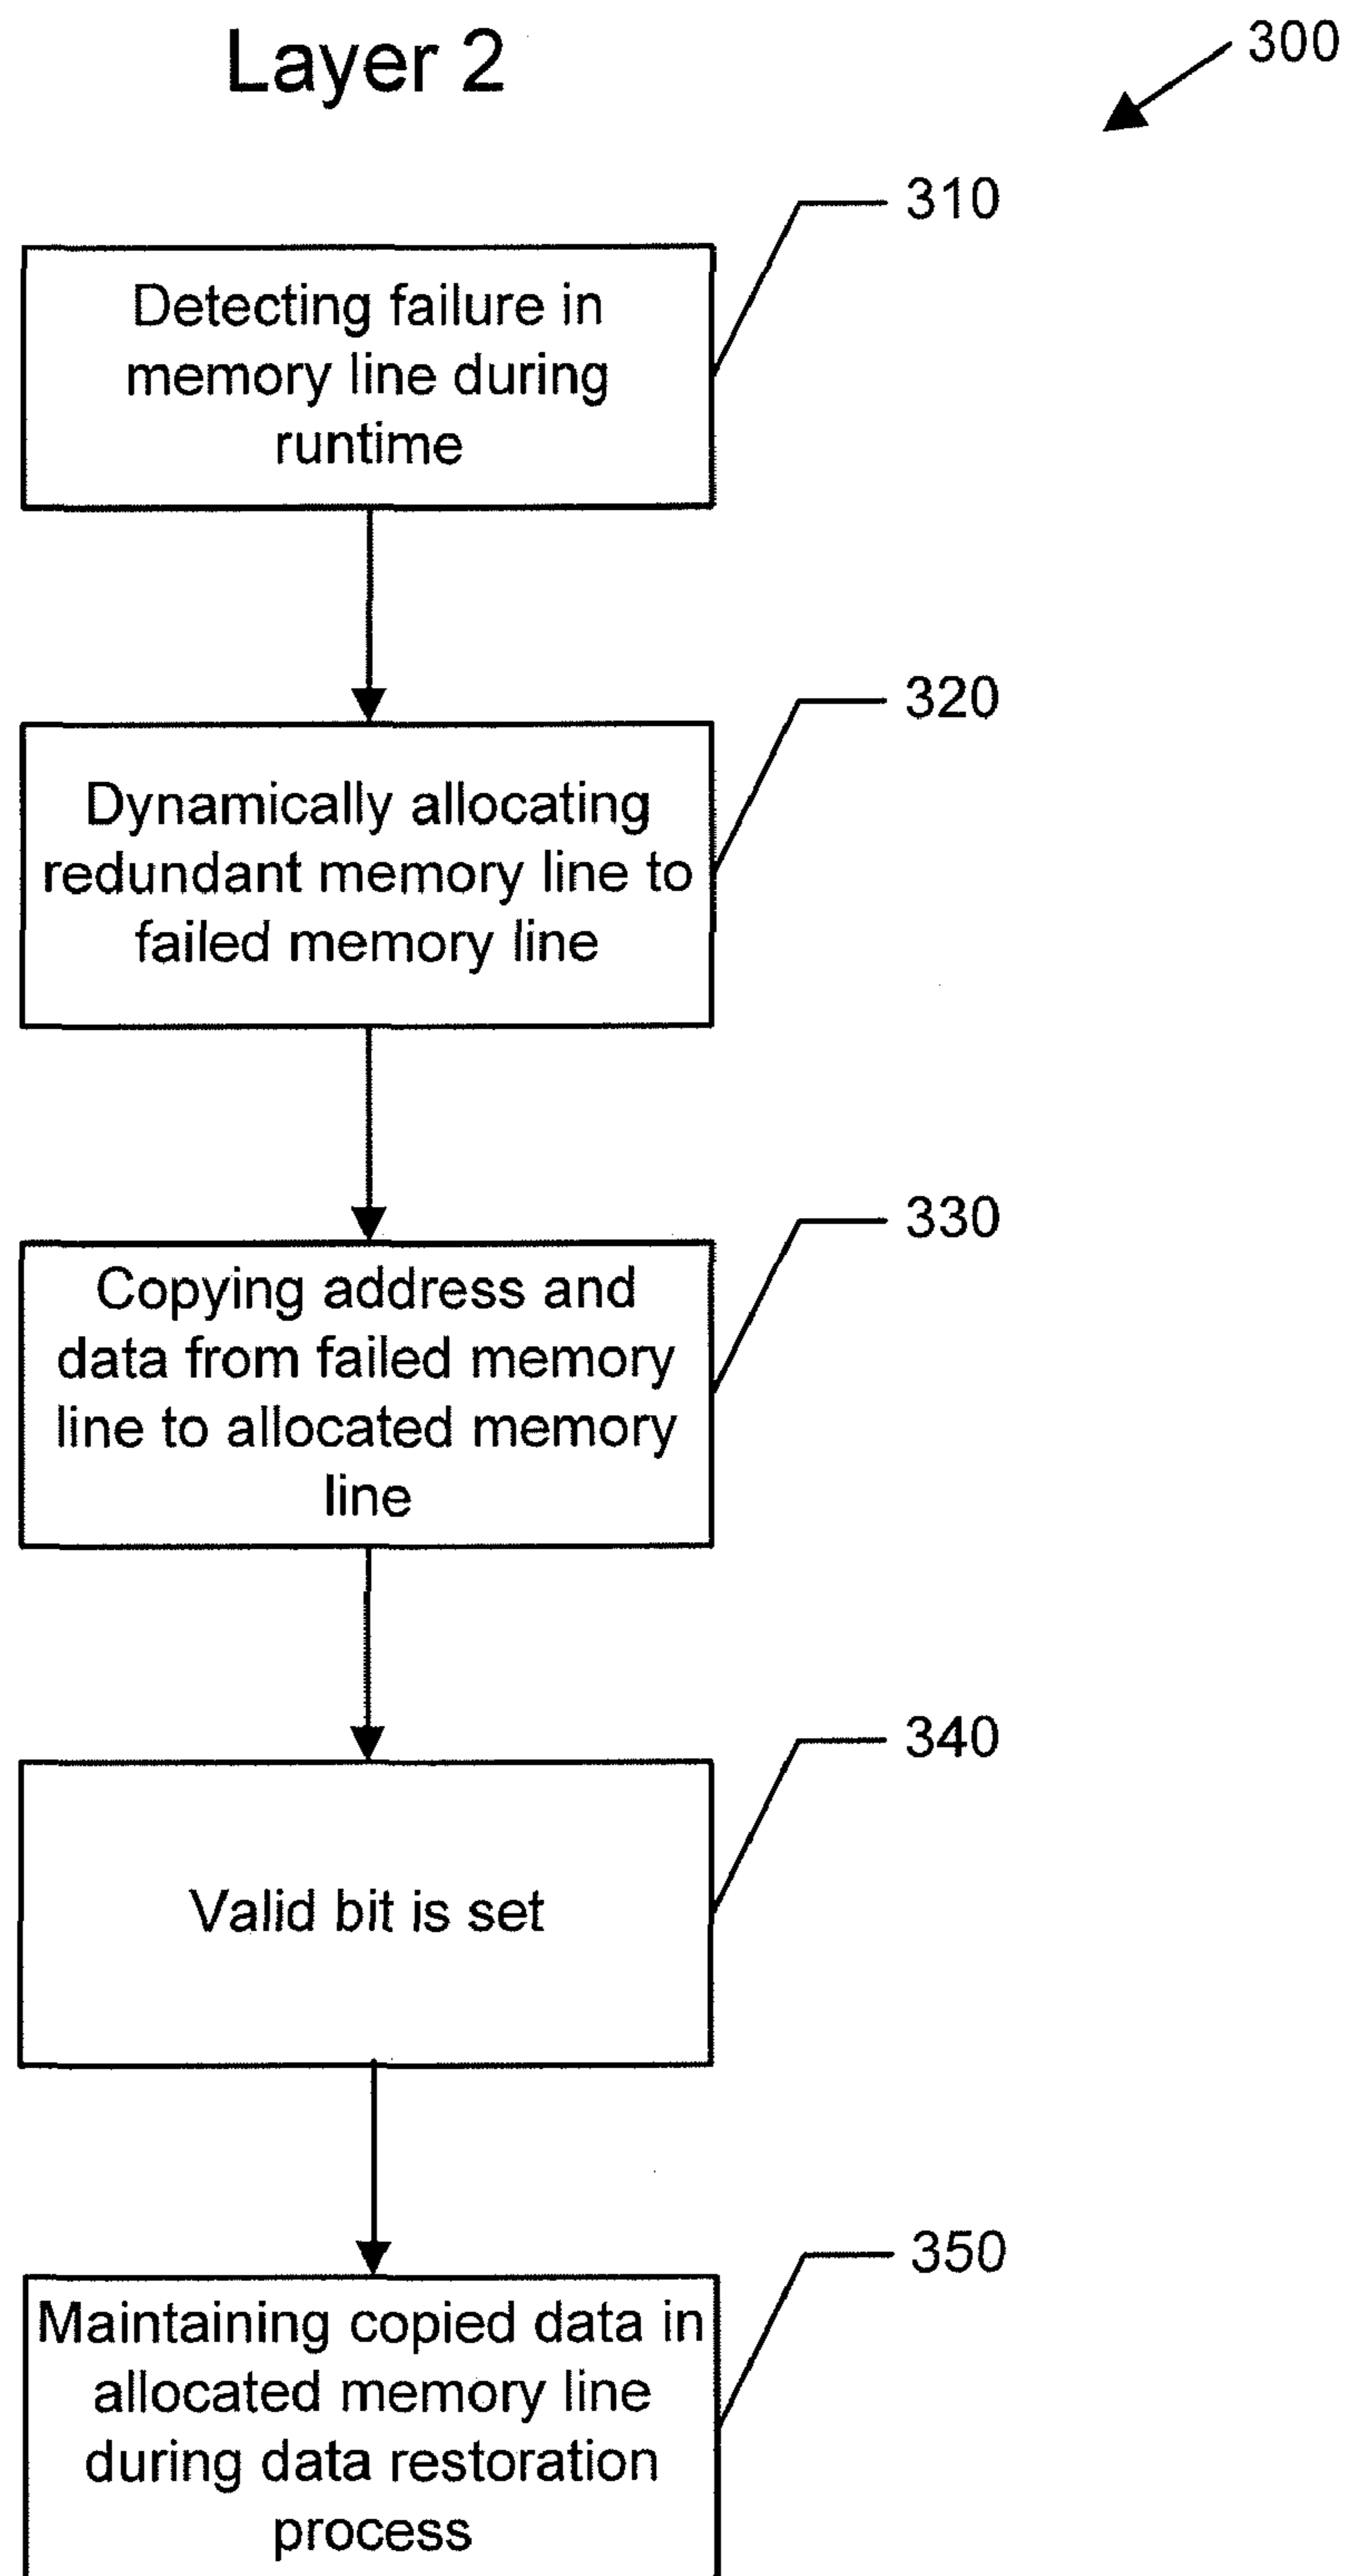 Layer 2
300
310
Detecting failure in
memory line during
runtime
320
Dynamically allocating
redundant memory line to
failed memory line
330
Copying address and
data from failed memory
line to allocated memory
line
340
Valid bit is set
350
Maintaining copied data in
allocated memory line
during data restoration
process